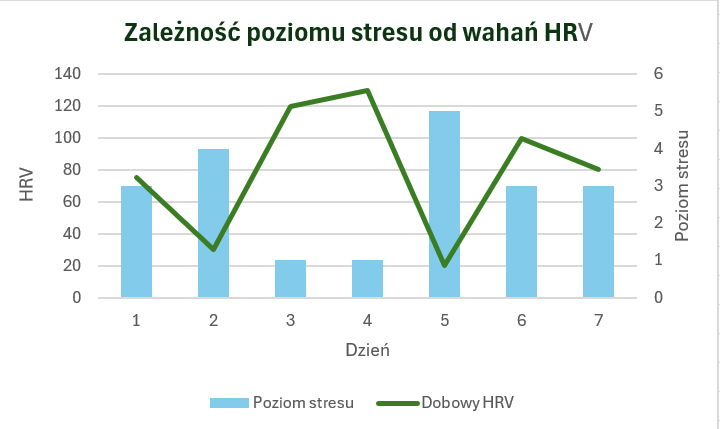 Zależność poziomu stresu od wahań HRV
140
120
100
80
60
40
20
0
HRV
6
5
4
3
2
1
0
Poziom stresu
1 2 3 4 5 6 7
Dzień
Poziom stresu Dobowy HRV